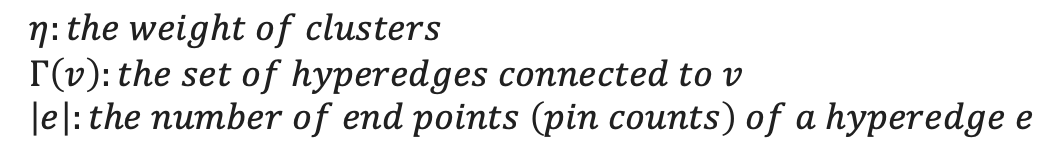 η: the weight of clusters
Γ(v): the set of hyperedges connected to v
|e|: the number of end points (pin counts) of a hyperedge e